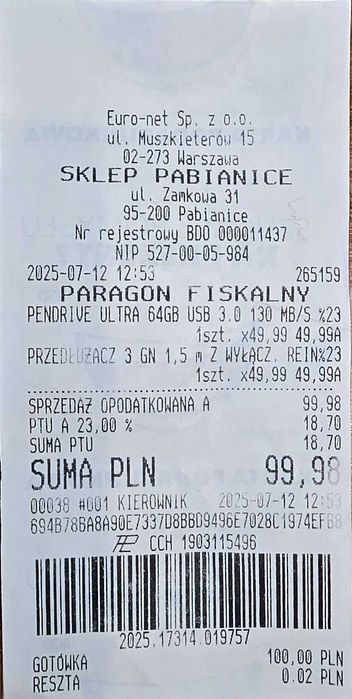 Euro-net Sp. z o.o.
ul. Muszkieterów 15
02-273 Warszawa
SKLEP PABIANICE
ul. Zamkowa 31
95-200 Pabianice
Nr rejestrowy BDO 000011437
NIP 527-00-05-984
2025-07-12 12:53 265159
PARAGON FISKALNY
PENDRIVE ULTRA 64GB USB 3.0 130 MB/S %23
1szt. x49,99 49,99A
PRZEDŁUŻACZ 3 GN 1,5 m Z WYŁĄCZ. REIN%23
1szt. x49,99 49,99A
SPRZEDAŻ OPODATKOWANA A 99,98
PTU A 23,00 % 18,70
SUMA PTU 18,70
SUMA PLN 99,98
00038 #001 KIEROWNIK 2025-07-12 12:53
694B78BA8A90E7337D8BBD9496E7028C1974EFB8
CCH 1903115496
2025.17314.019757
GOTÓWKA 100,00 PLN
RESZTA 0.02 PLN